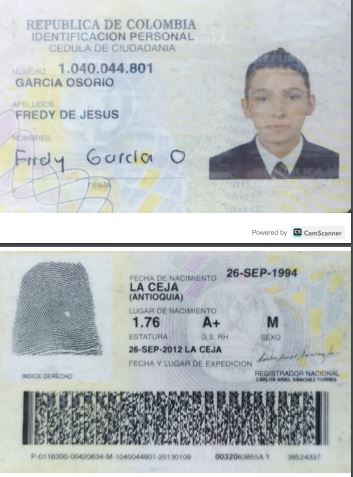 REPUBLICA DE COLOMBIA
IDENTIFICACION PERSONAL
CEDULA DE CIUDADANIA
NUMERO 1.040.044.801
GARCIA OSORIO
APELLIDOS
FREDY DE JESUS
NOMBRES
Fredy Garcia O
FIRMA
Powered by CamScanner
FECHA DE NACIMIENTO 26-SEP-1994
LA CEJA
(ANTIOQUIA)
LUGAR DE NACIMIENTO
1.76 A+ M
ESTATURA G.S. RH SEXO
26-SEP-2012 LA CEJA
FECHA Y LUGAR DE EXPEDICION
INDICE DERECHO
REGISTRADOR NACIONAL
CARLOS ARIEL SÁNCHEZ TORRES
P-0116300-00420634-M-1040044801-20130109 0032063855A 1 38524337